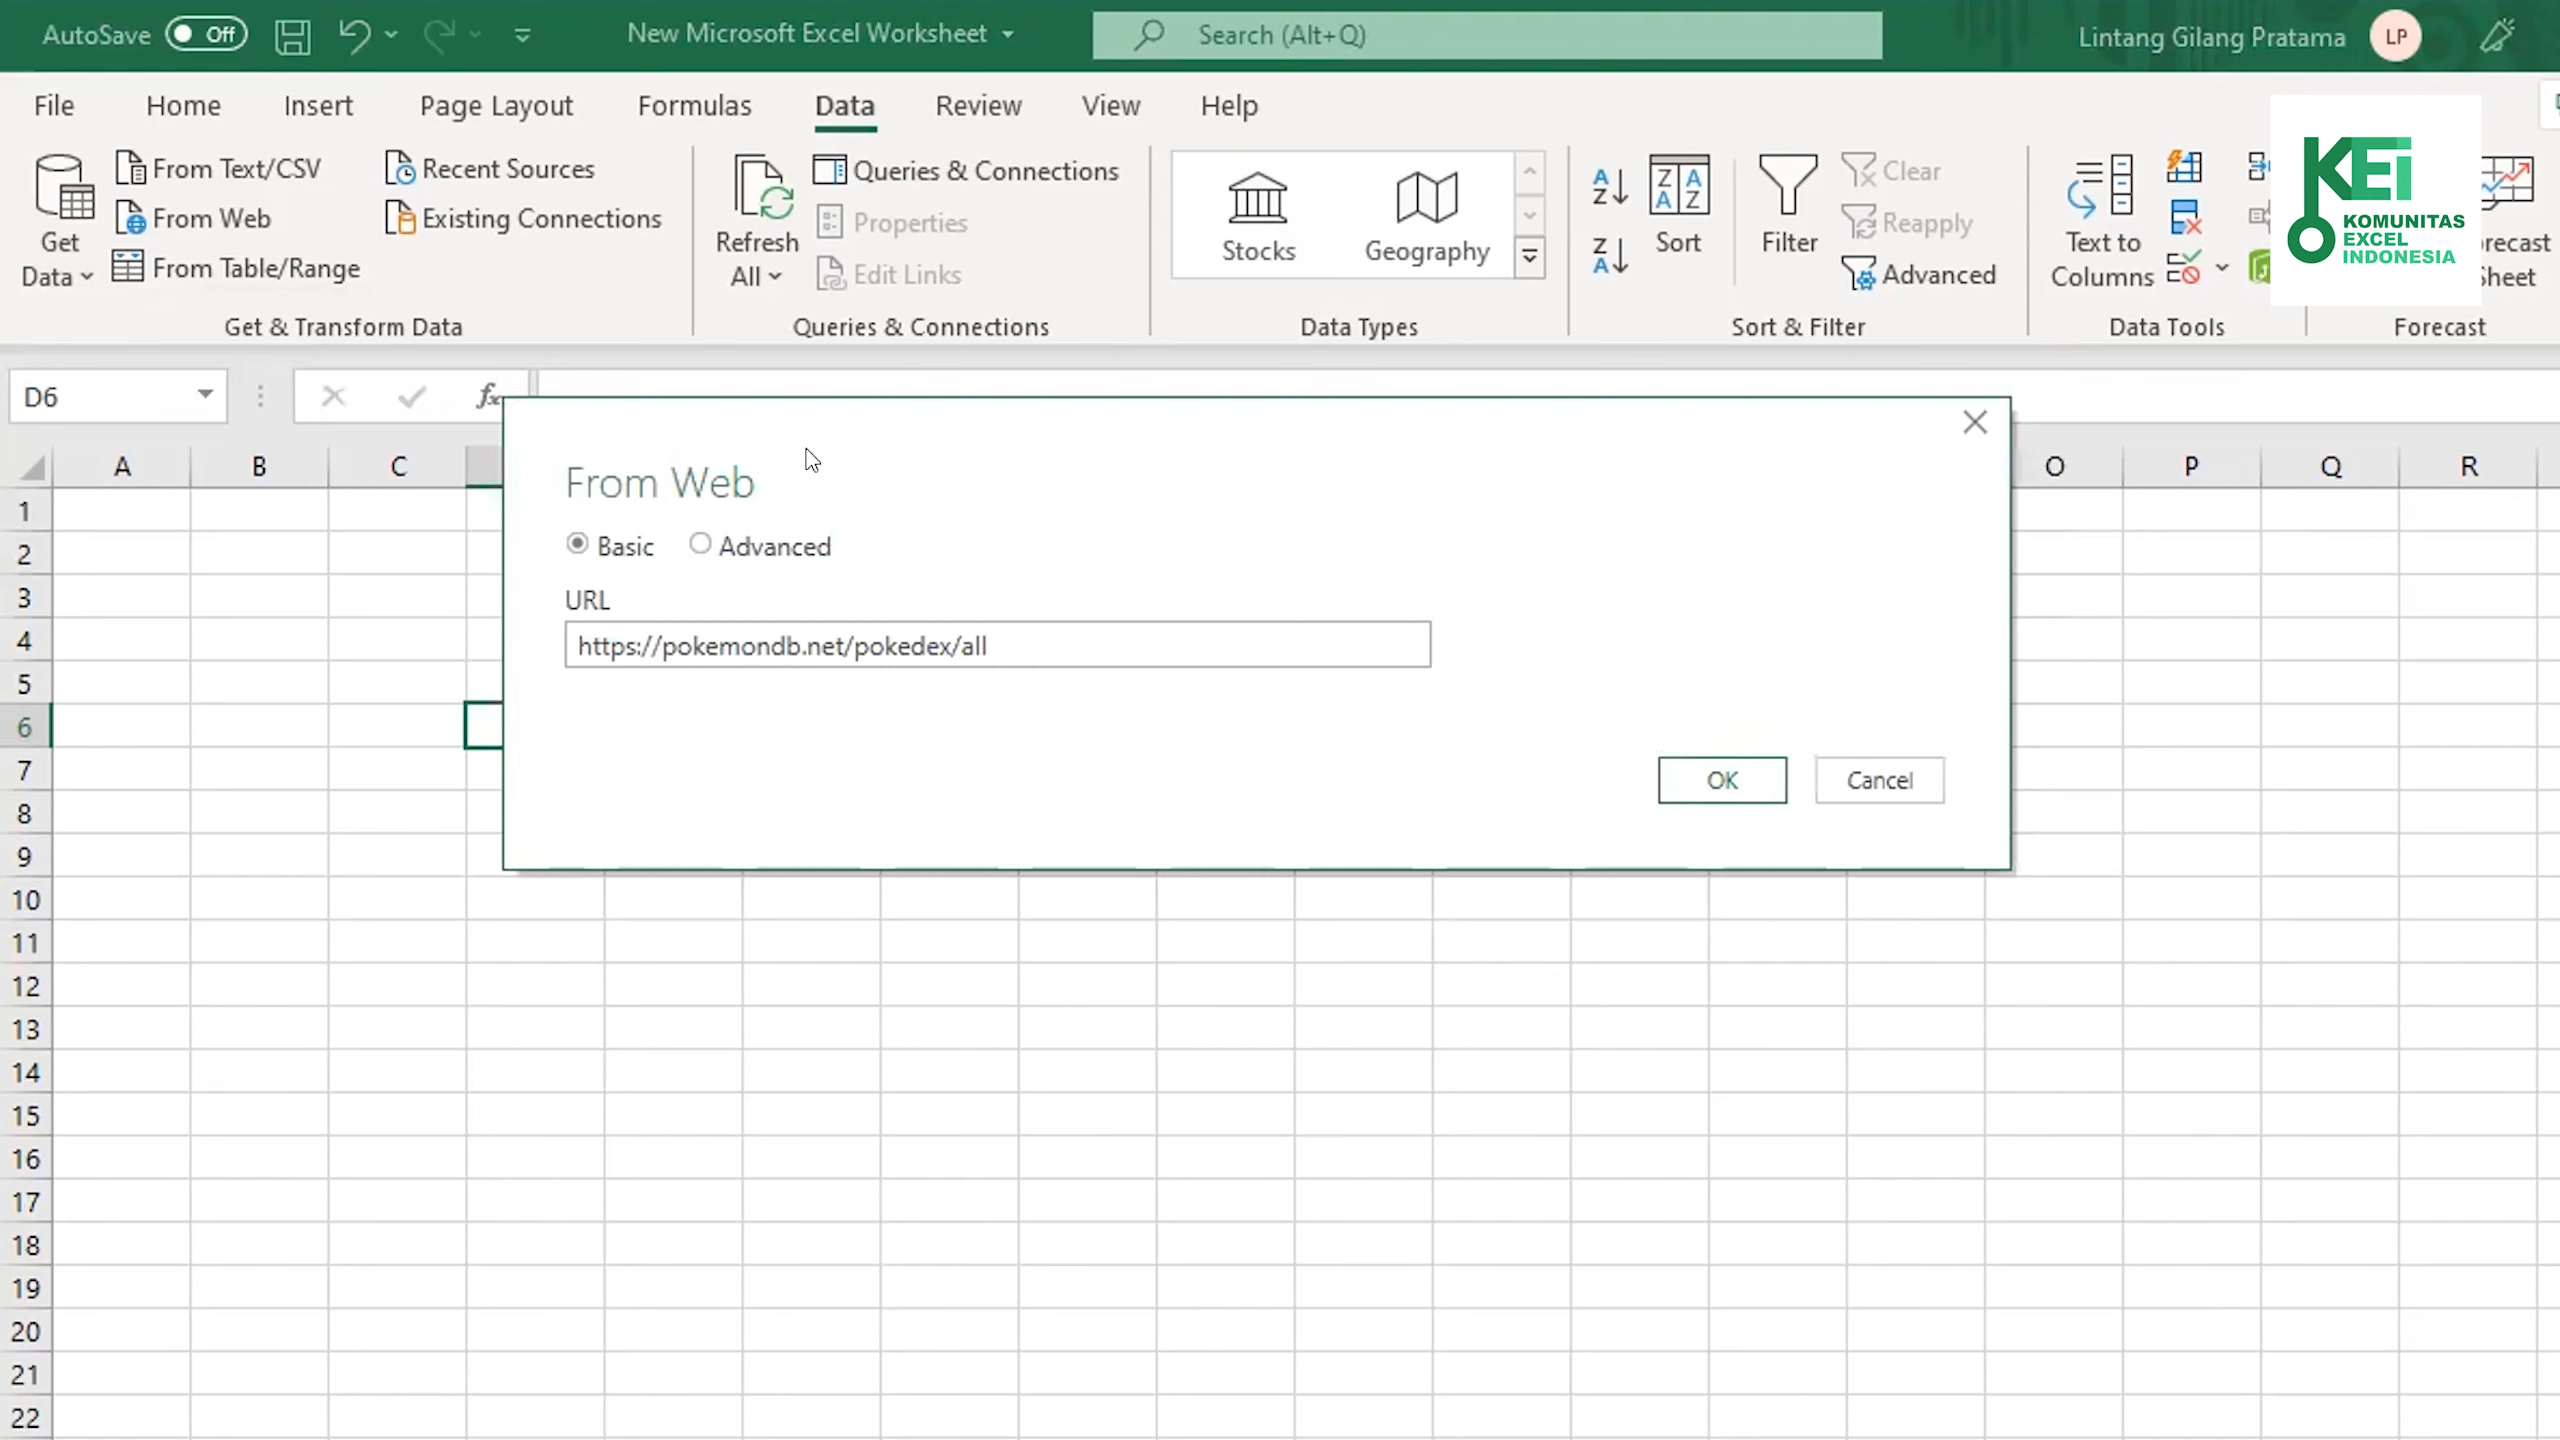 AutoSave Off New Microsoft Excel Worksheet Search (Alt+Q) Lintang Gilang Pratama LP
File Home Insert Page Layout Formulas Data Review View Help
From Text/CSV
From Web
From Table/Range
Recent Sources
Existing Connections
Get
Data
Get & Transform Data
Refresh
All
Queries & Connections
Properties
Edit Links
Queries & Connections
Stocks Geography
Data Types
Sort
Filter
Clear
Reapply
Advanced
Sort & Filter
Text to
Columns
Data Tools
Sheet
Forecast
KEI
KOMUNITAS
EXCEL
INDONESIA
D6 fx
A B C O P Q R
From Web
Basic Advanced
URL
https://pokemondb.net/pokedex/all
OK Cancel
1
2
3
4
5
6
7
8
9
10
11
12
13
14
15
16
17
18
19
20
21
22